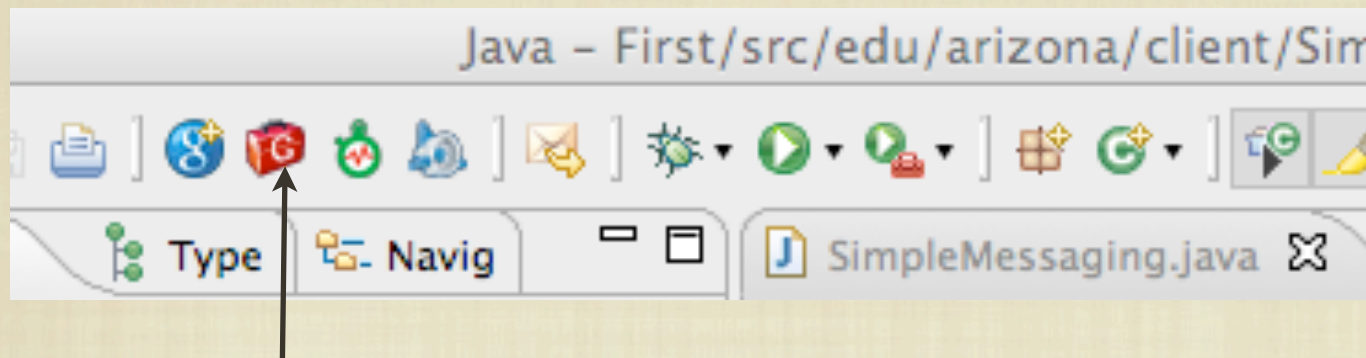 Java – First/src/edu/arizona/client/Sim
Type Navig SimpleMessaging.java